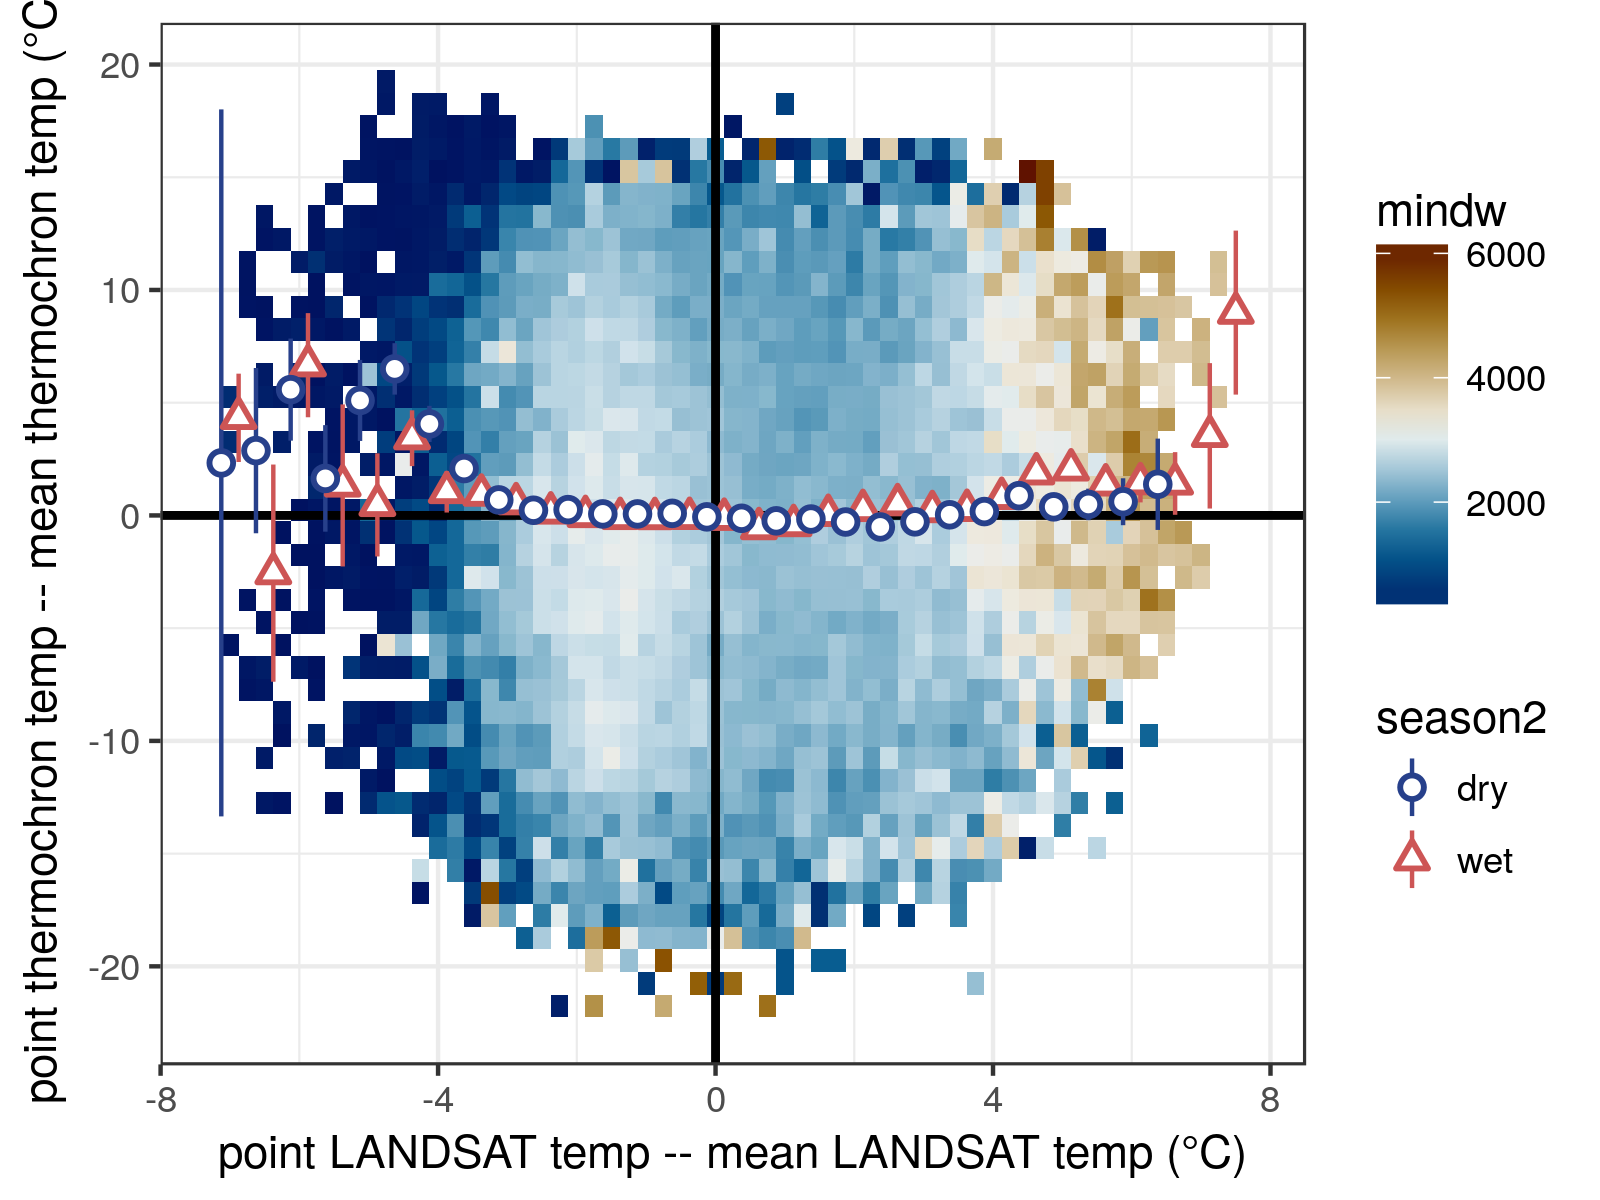 point thermochron temp -- mean thermochron temp (°C
20
10
0
-10
-20
-8
-4
0
4
8
point LANDSAT temp -- mean LANDSAT temp (°C)
mindw
6000
4000
2000
season2
dry
wet